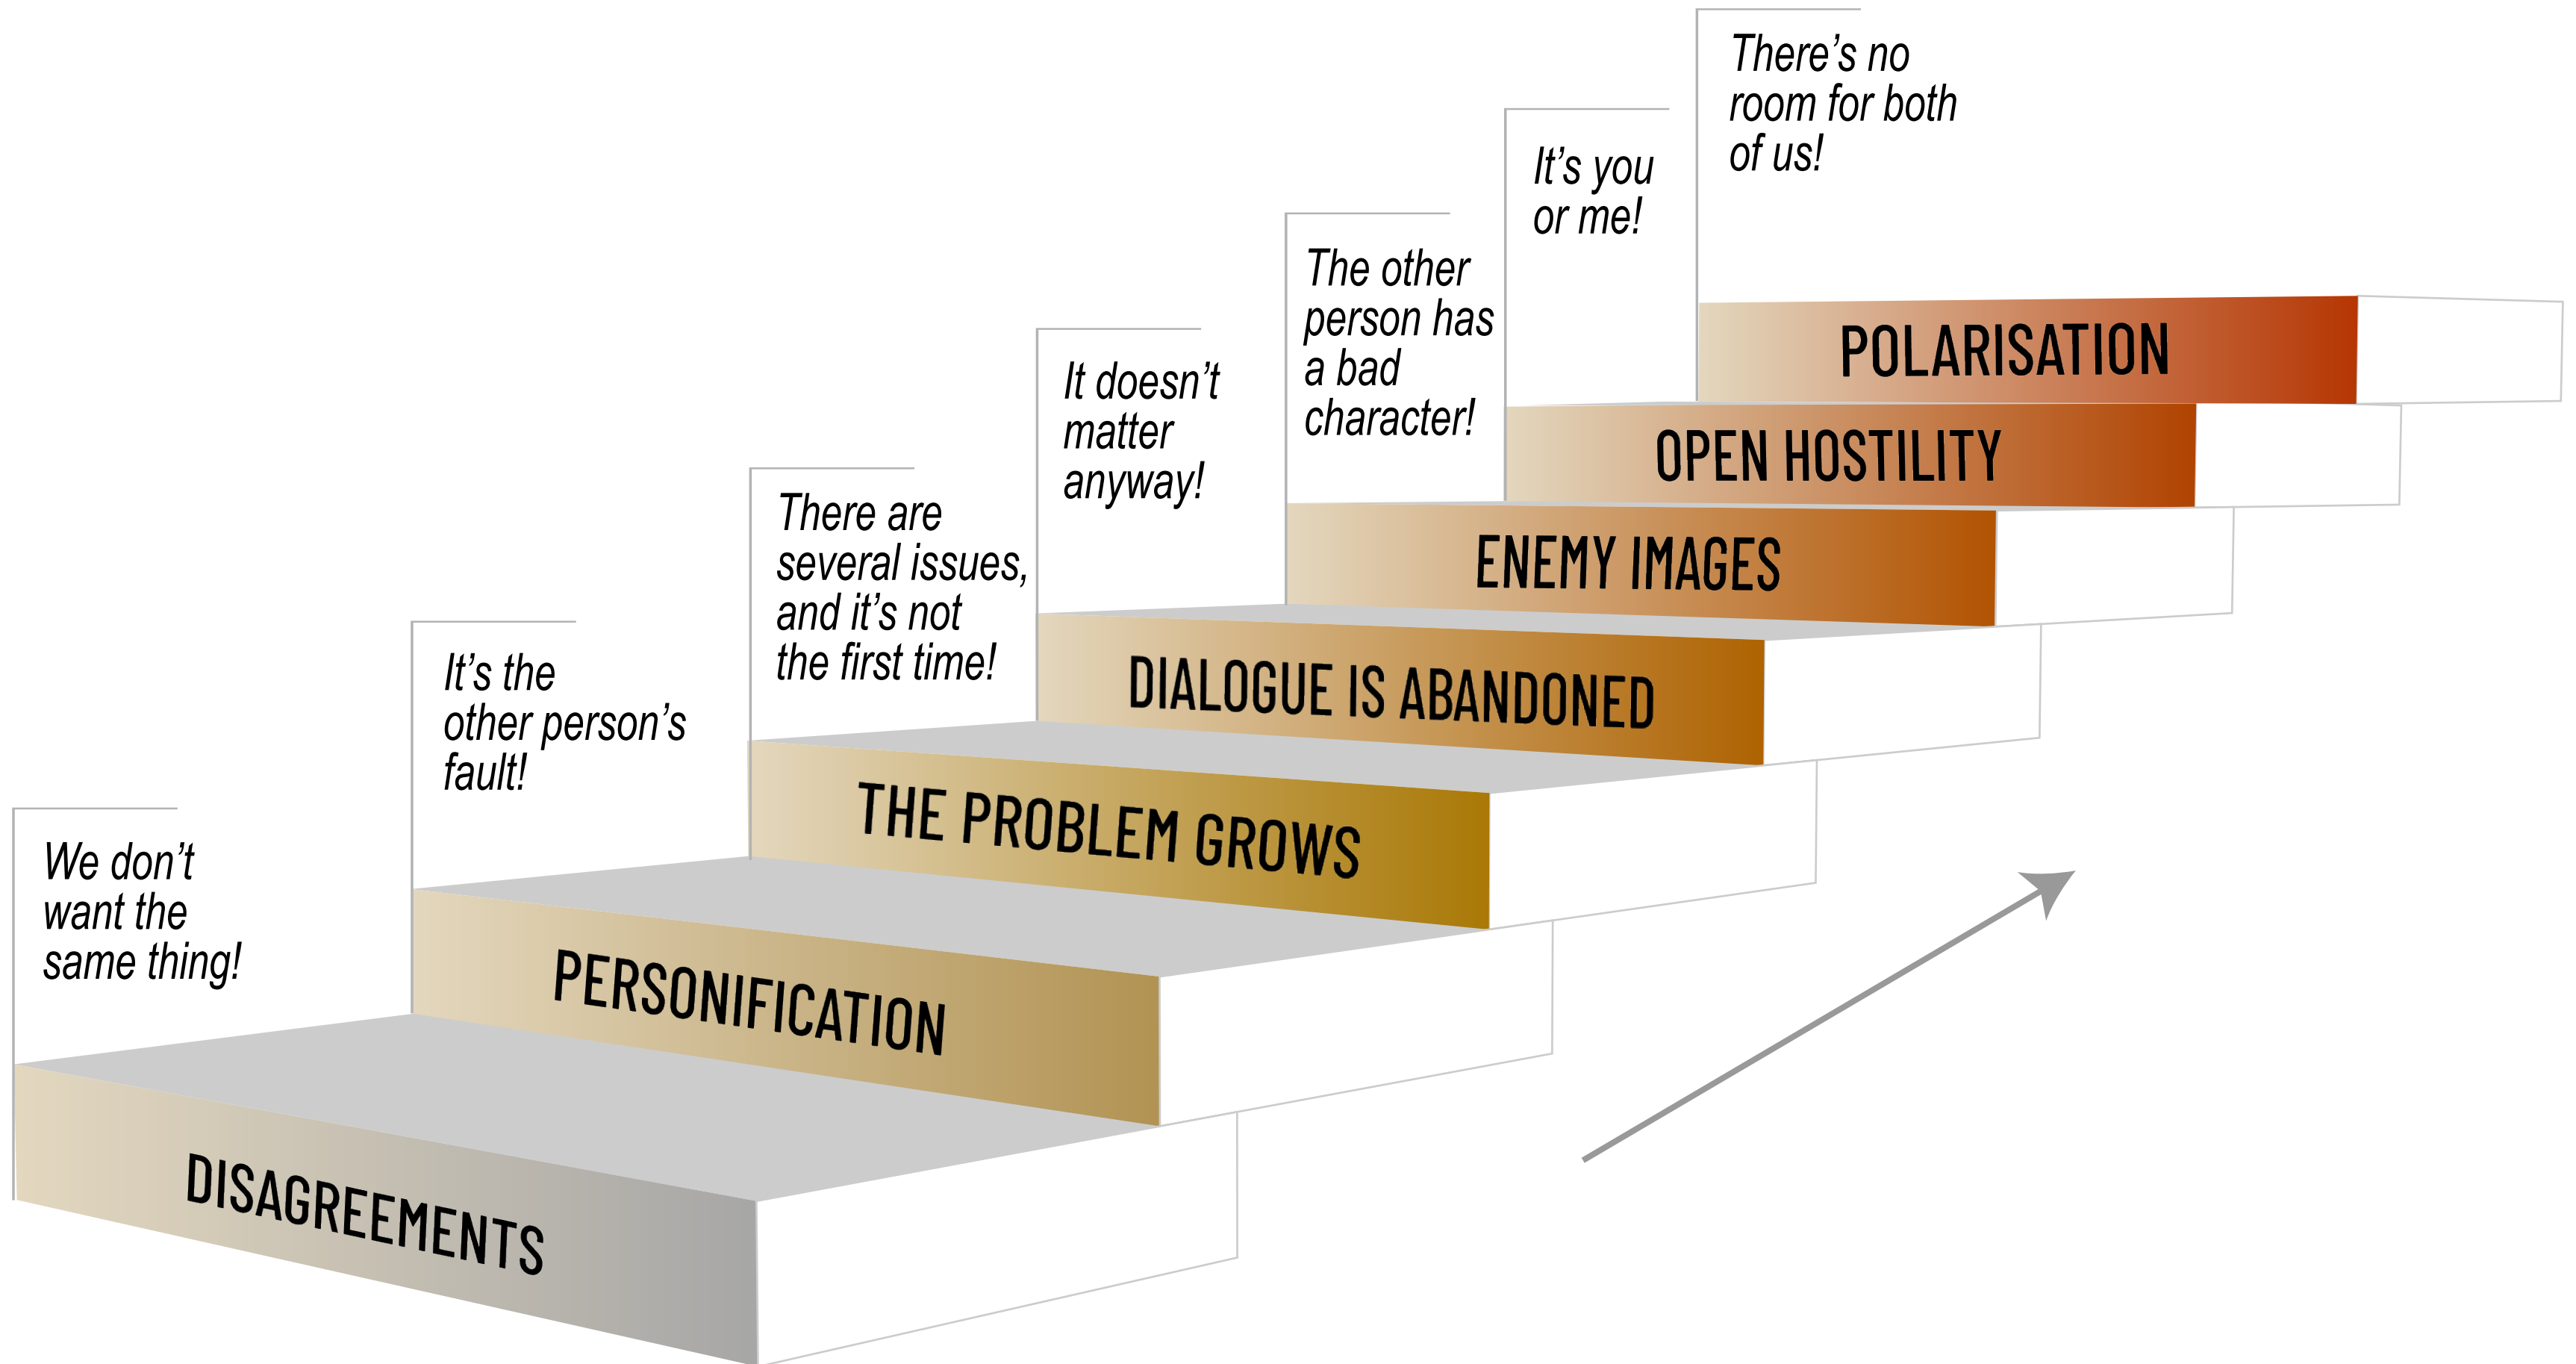 We don’t
want the
same thing!
DISAGREEMENTS
It’s the
other person’s
fault!
PERSONIFICATION
There are
several issues,
and it’s not
the first time!
THE PROBLEM GROWS
It doesn’t
matter
anyway!
DIALOGUE IS ABANDONED
The other
person has
a bad
character!
ENEMY IMAGES
It’s you
or me!
OPEN HOSTILITY
There’s no
room for both
of us!
POLARISATION